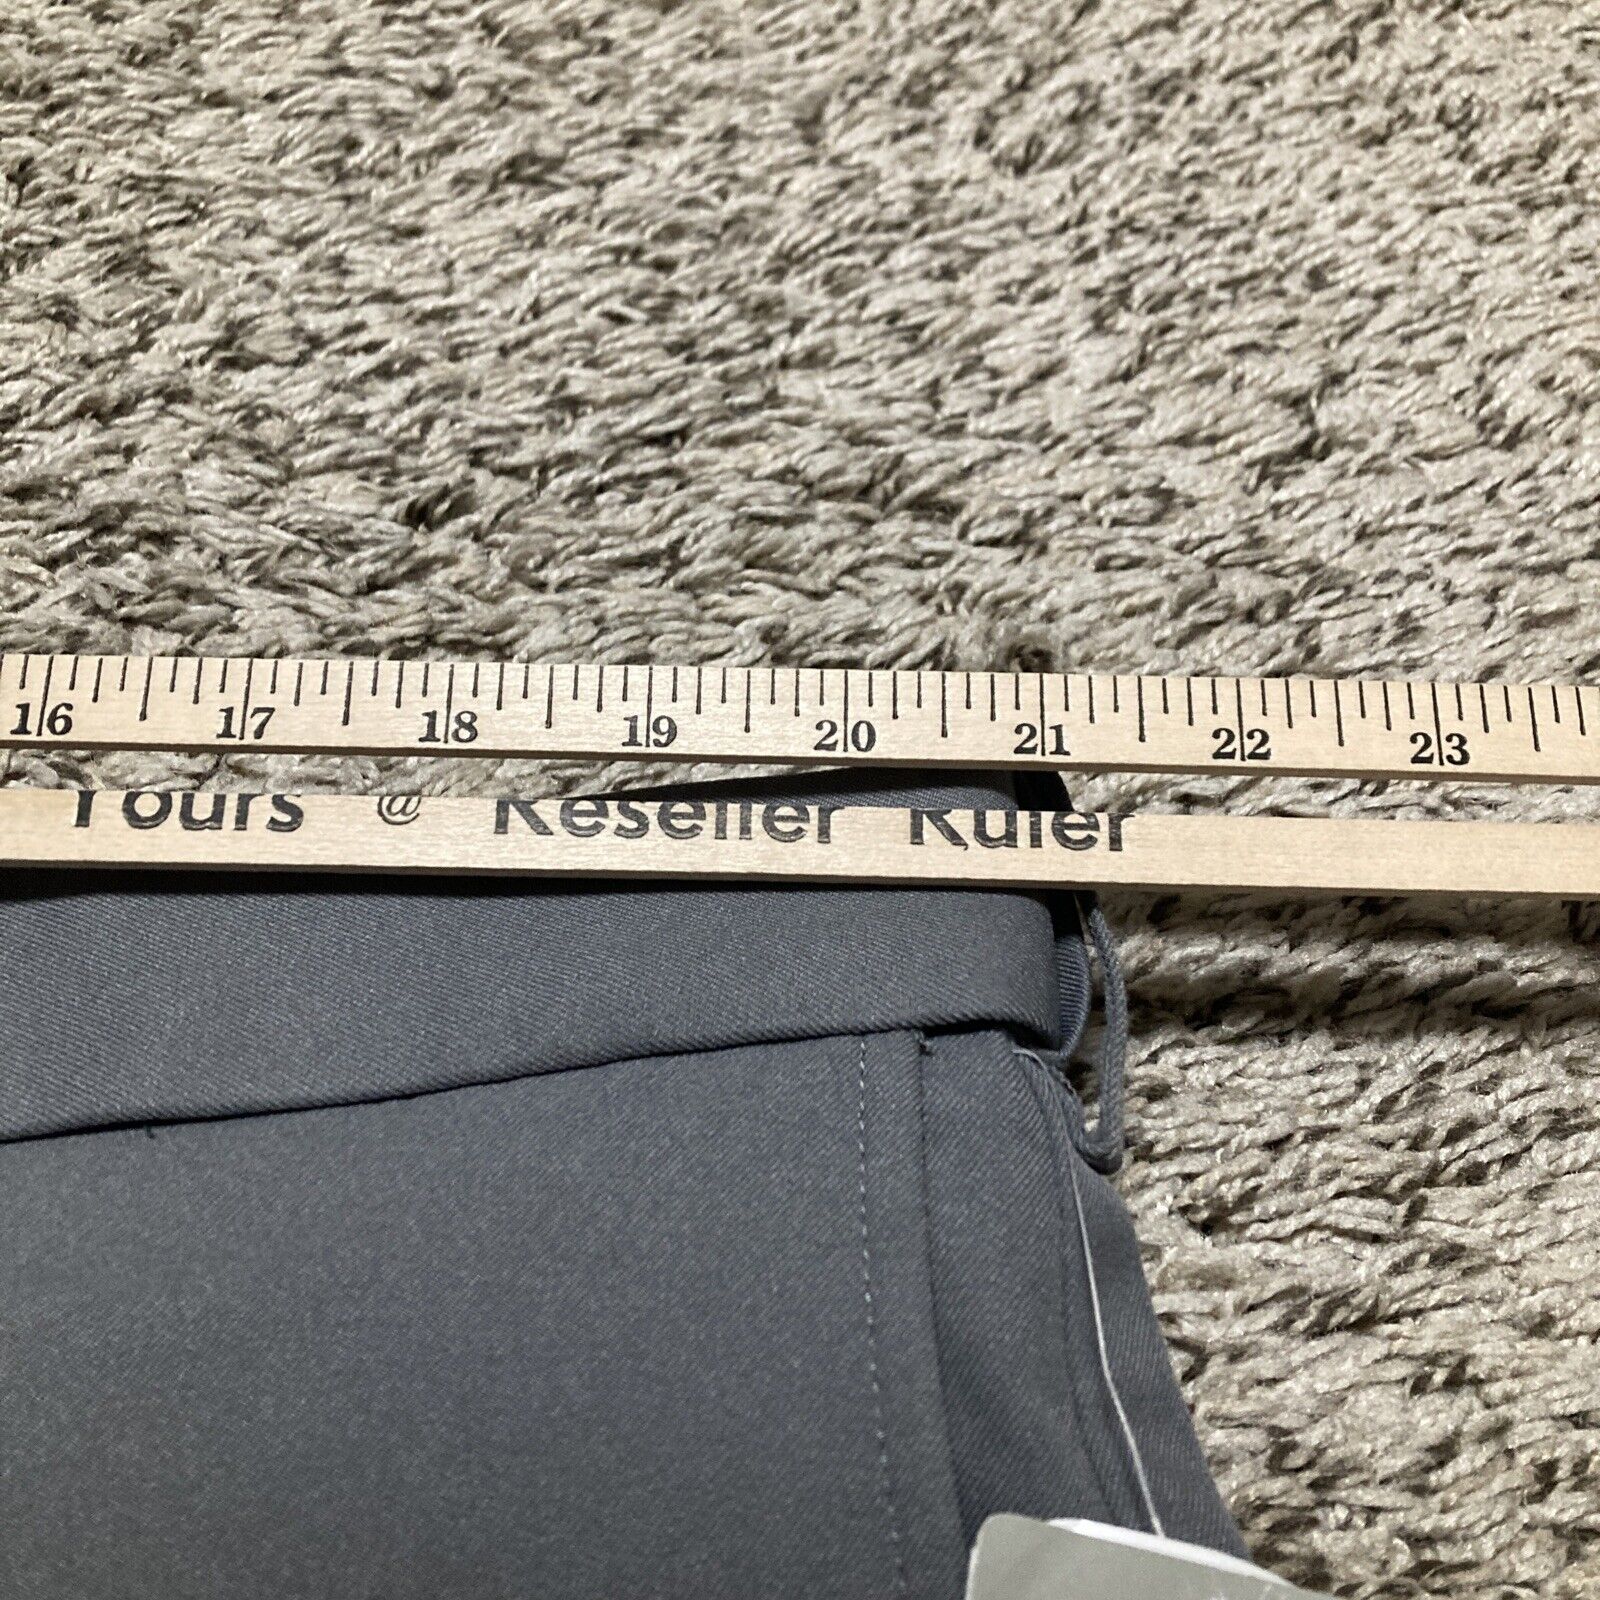 16 17 18 19 20 21 22 23
Yours @ Reseller Ruler